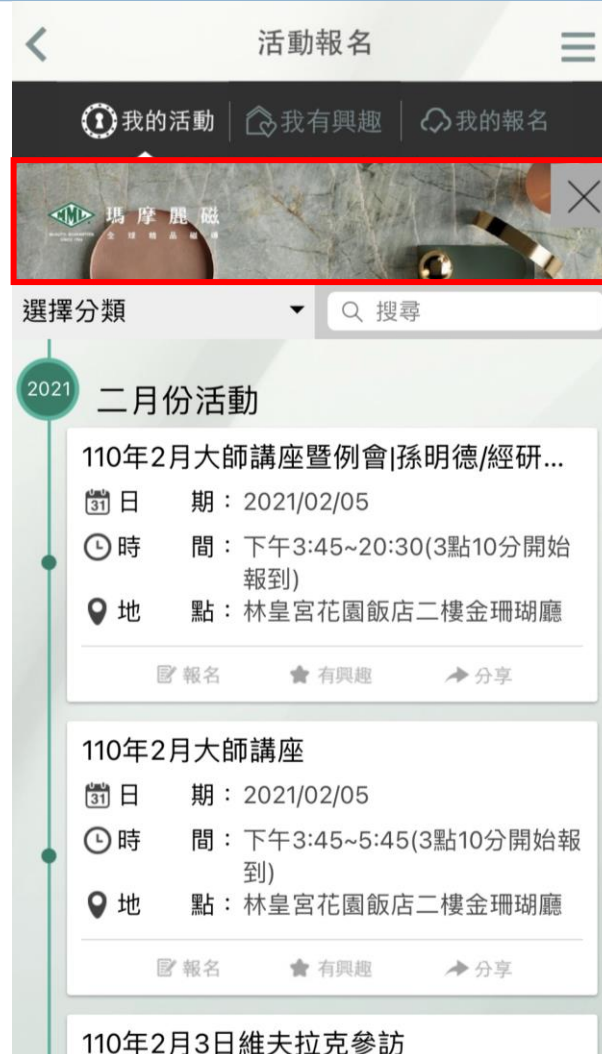 活動報名
我的活動 我有興趣 我的報名
瑪摩麗磁
全球精品磁磚
選擇分類 搜尋
2021
二月份活動
110年2月大師講座暨例會|孫明德/經研...
31 日 期：2021/02/05
時 間：下午3:45~20:30(3點10分開始
報到)
地 點：林皇宮花園飯店二樓金珊瑚廳
報名 有興趣 分享
110年2月大師講座
31 日 期：2021/02/05
時 間：下午3:45~5:45(3點10分開始報
到)
地 點：林皇宮花園飯店二樓金珊瑚廳
報名 有興趣 分享
110年2月3日維夫拉克參訪